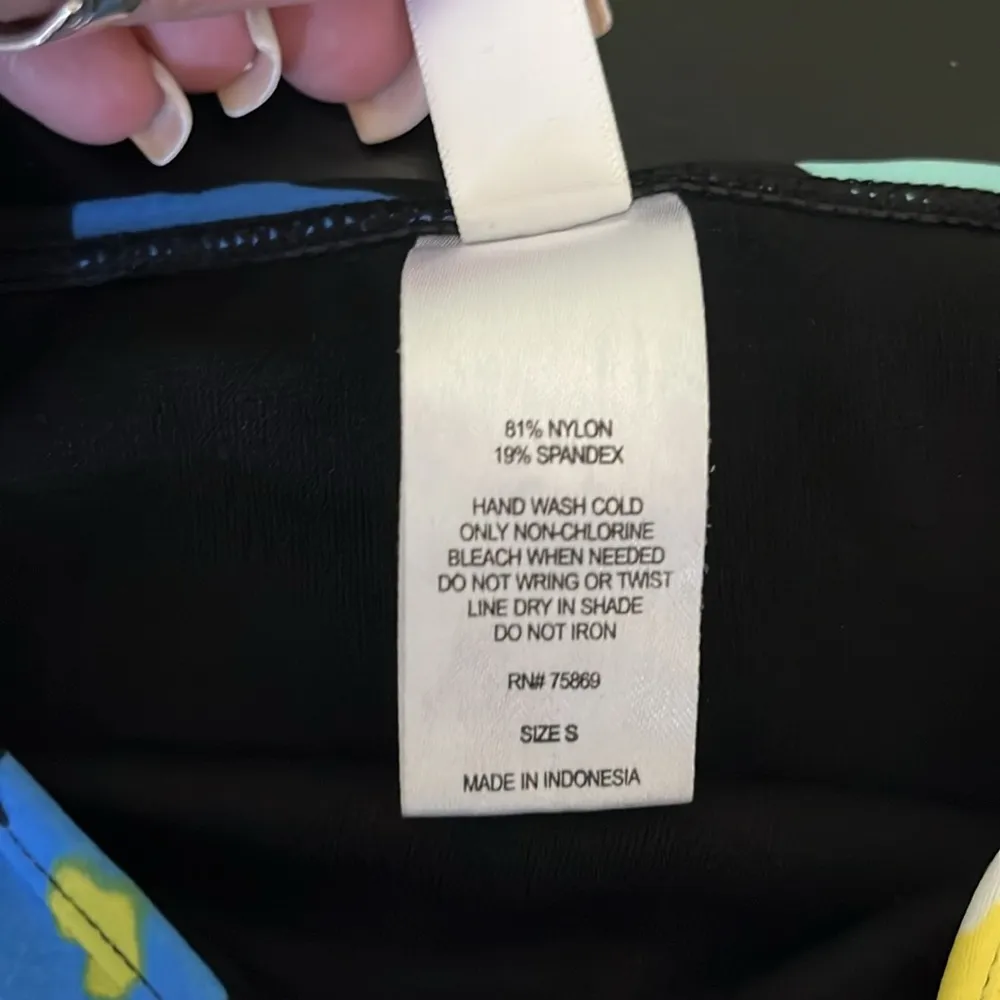 81% NYLON
19% SPANDEX
HAND WASH COLD
ONLY NON-CHLORINE
BLEACH WHEN NEEDED
DO NOT WRING OR TWIST
LINE DRY IN SHADE
DO NOT IRON
RN# 75869
SIZE S
MADE IN INDONESIA